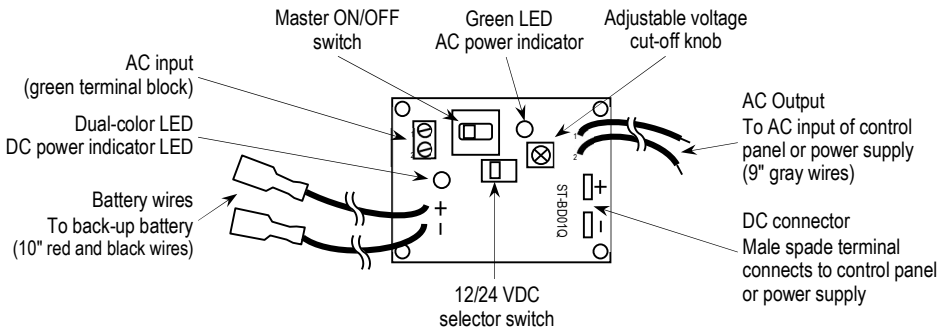 Master ON/OFF
switch
Green LED
AC power indicator
Adjustable voltage
cut-off knob
AC input
(green terminal block)
Dual-color LED
DC power indicator LED
Battery wires
To back-up battery
(10" red and black wires)
AC Output
To AC input of control
panel or power supply
(9" gray wires)
DC connector
Male spade terminal
connects to control panel
or power supply
12/24 VDC
selector switch
ST-BD01Q
1
2
+
−
+
−